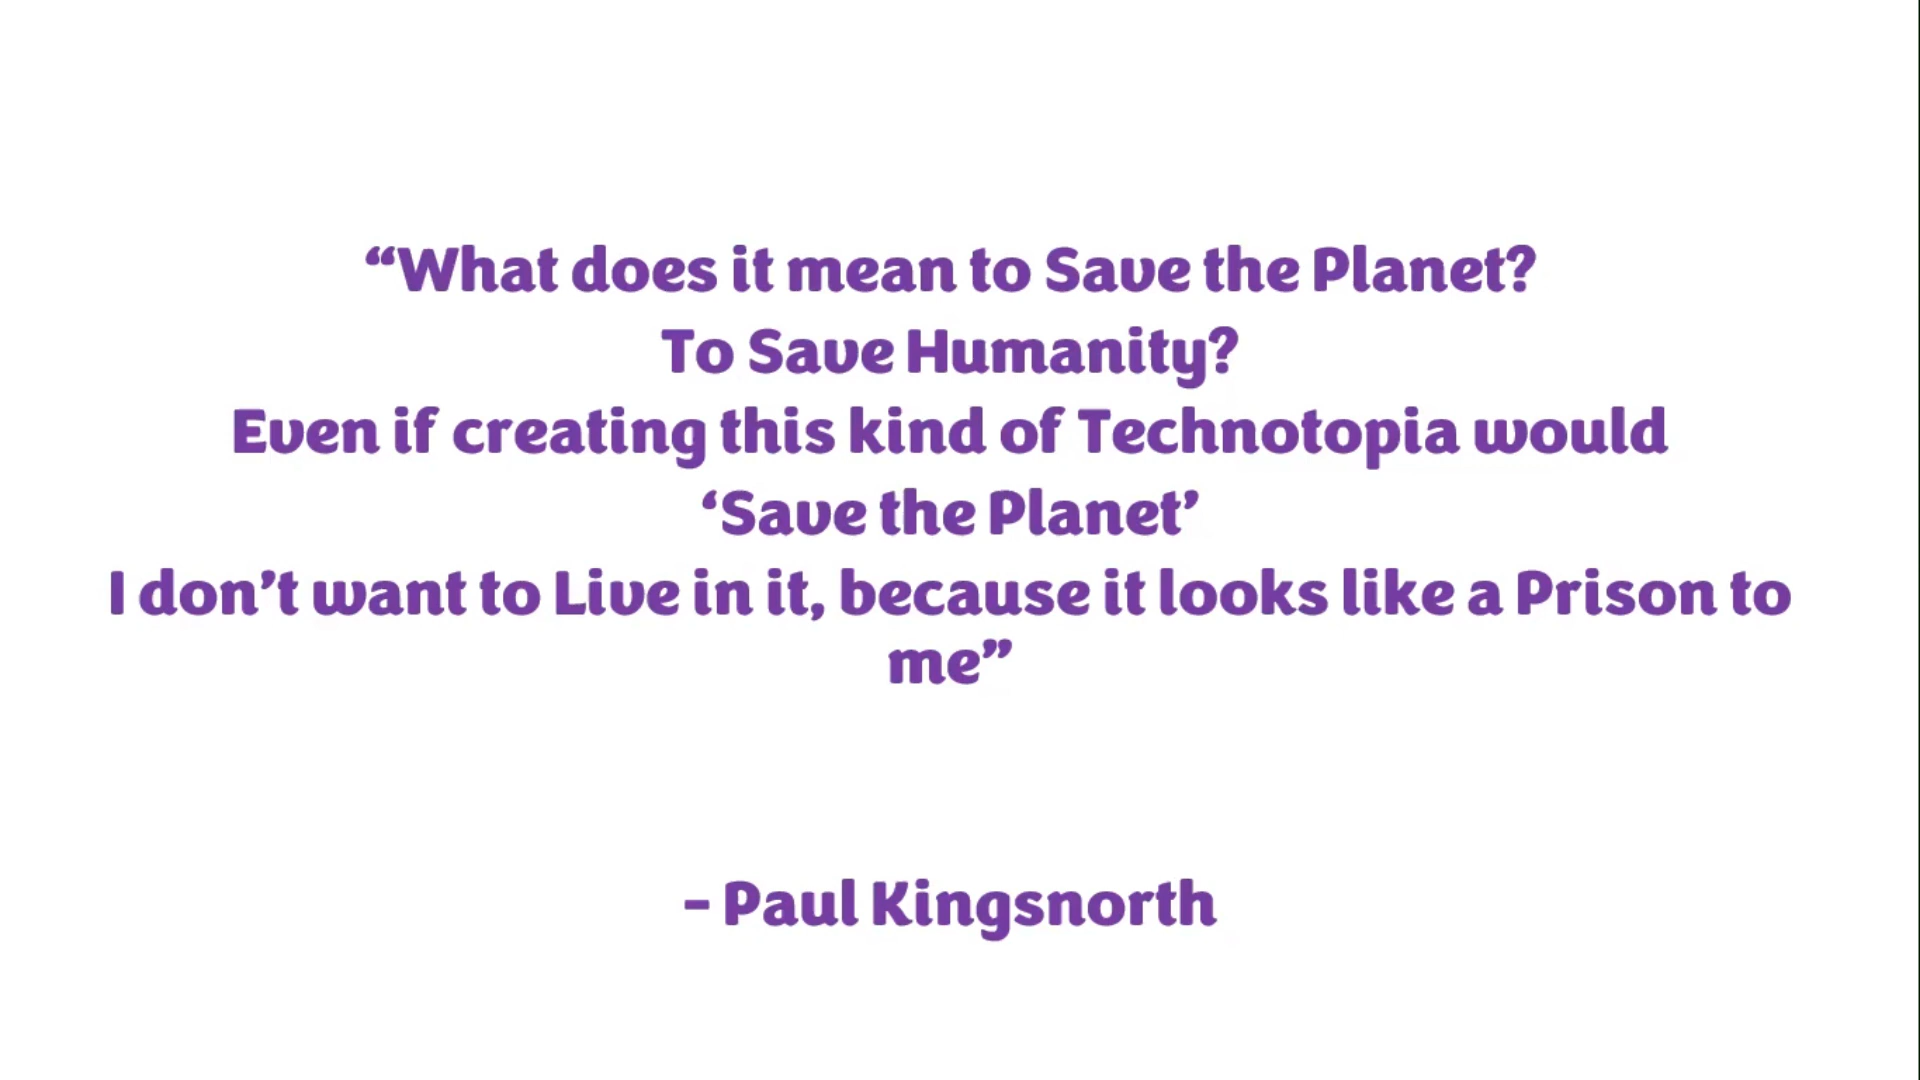 “What does it mean to Save the Planet?
To Save Humanity?
Even if creating this kind of Technotopia would
‘Save the Planet’
I don’t want to Live in it, because it looks like a Prison to
me”
- Paul Kingsnorth